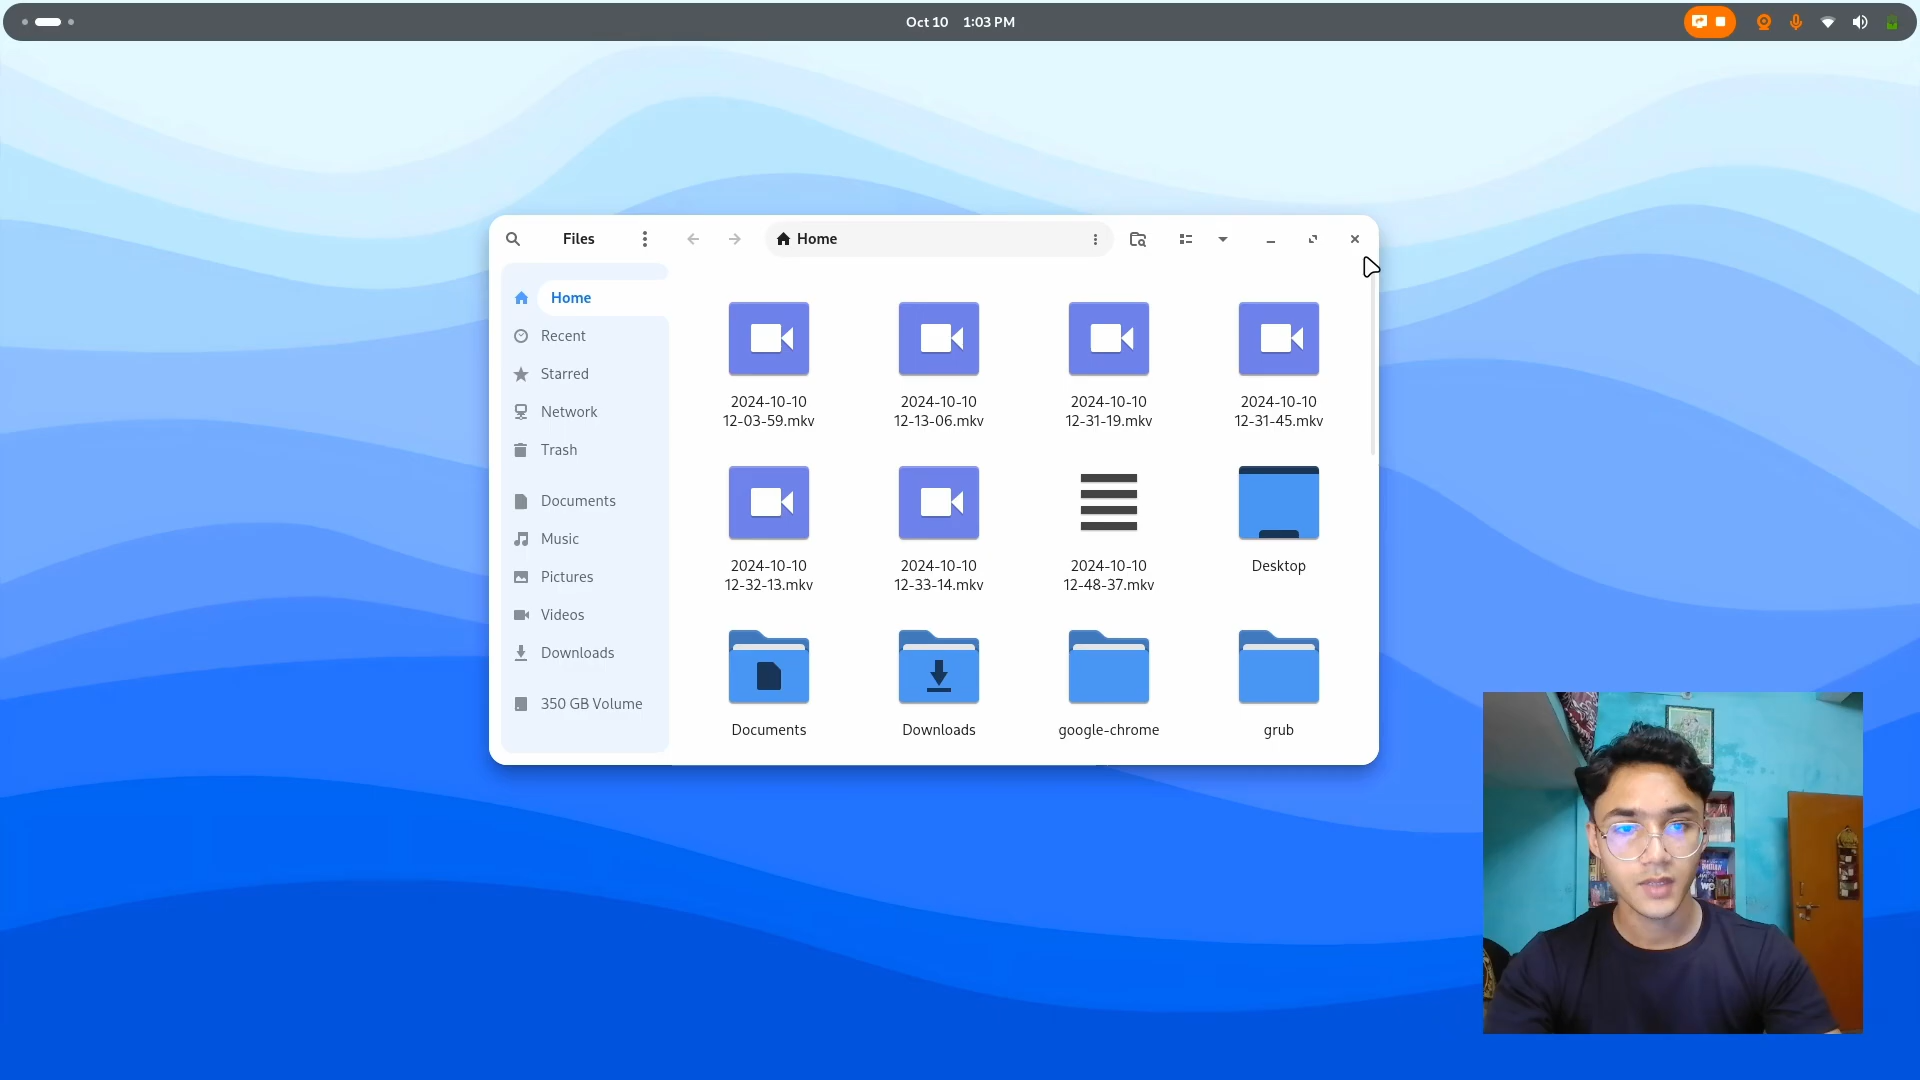 Oct 10 1:03 PM
Files
Home
Home
Recent
Starred
Network
Trash
Documents
Music
Pictures
Videos
Downloads
350 GB Volume
2024-10-10
12-03-59.mkv
2024-10-10
12-13-06.mkv
2024-10-10
12-31-19.mkv
2024-10-10
12-31-45.mkv
2024-10-10
12-32-13.mkv
2024-10-10
12-33-14.mkv
2024-10-10
12-48-37.mkv
Desktop
Documents
Downloads
google-chrome
grub